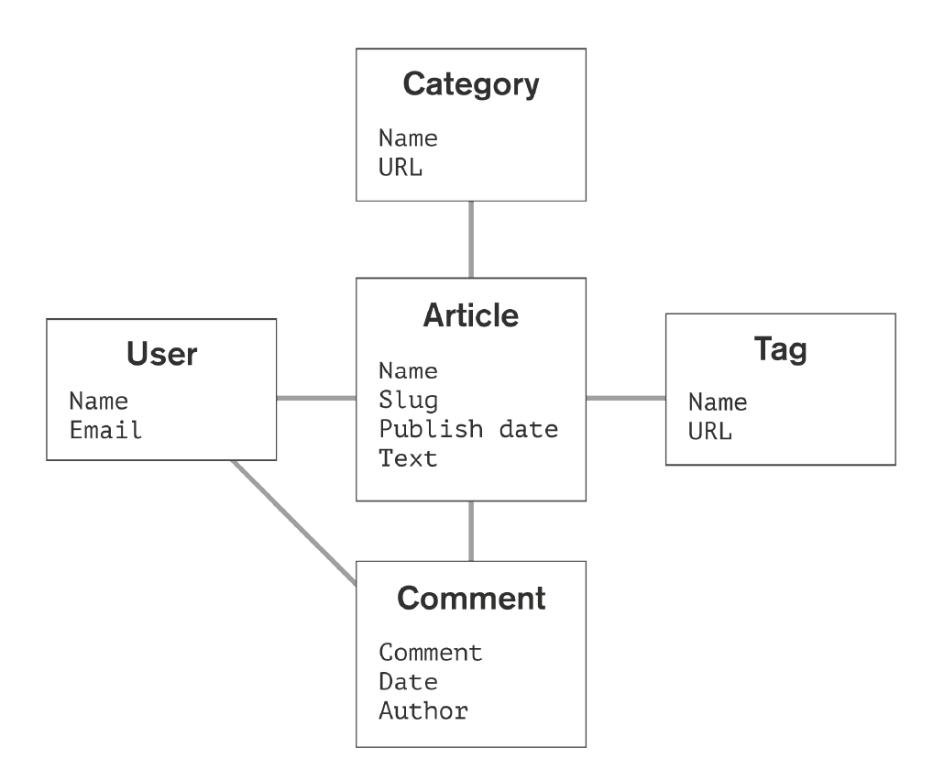 Category
Name
URL
Article
Name
Slug
Publish date
Text
User
Name
Email
Tag
Name
URL
Comment
Comment
Date
Author